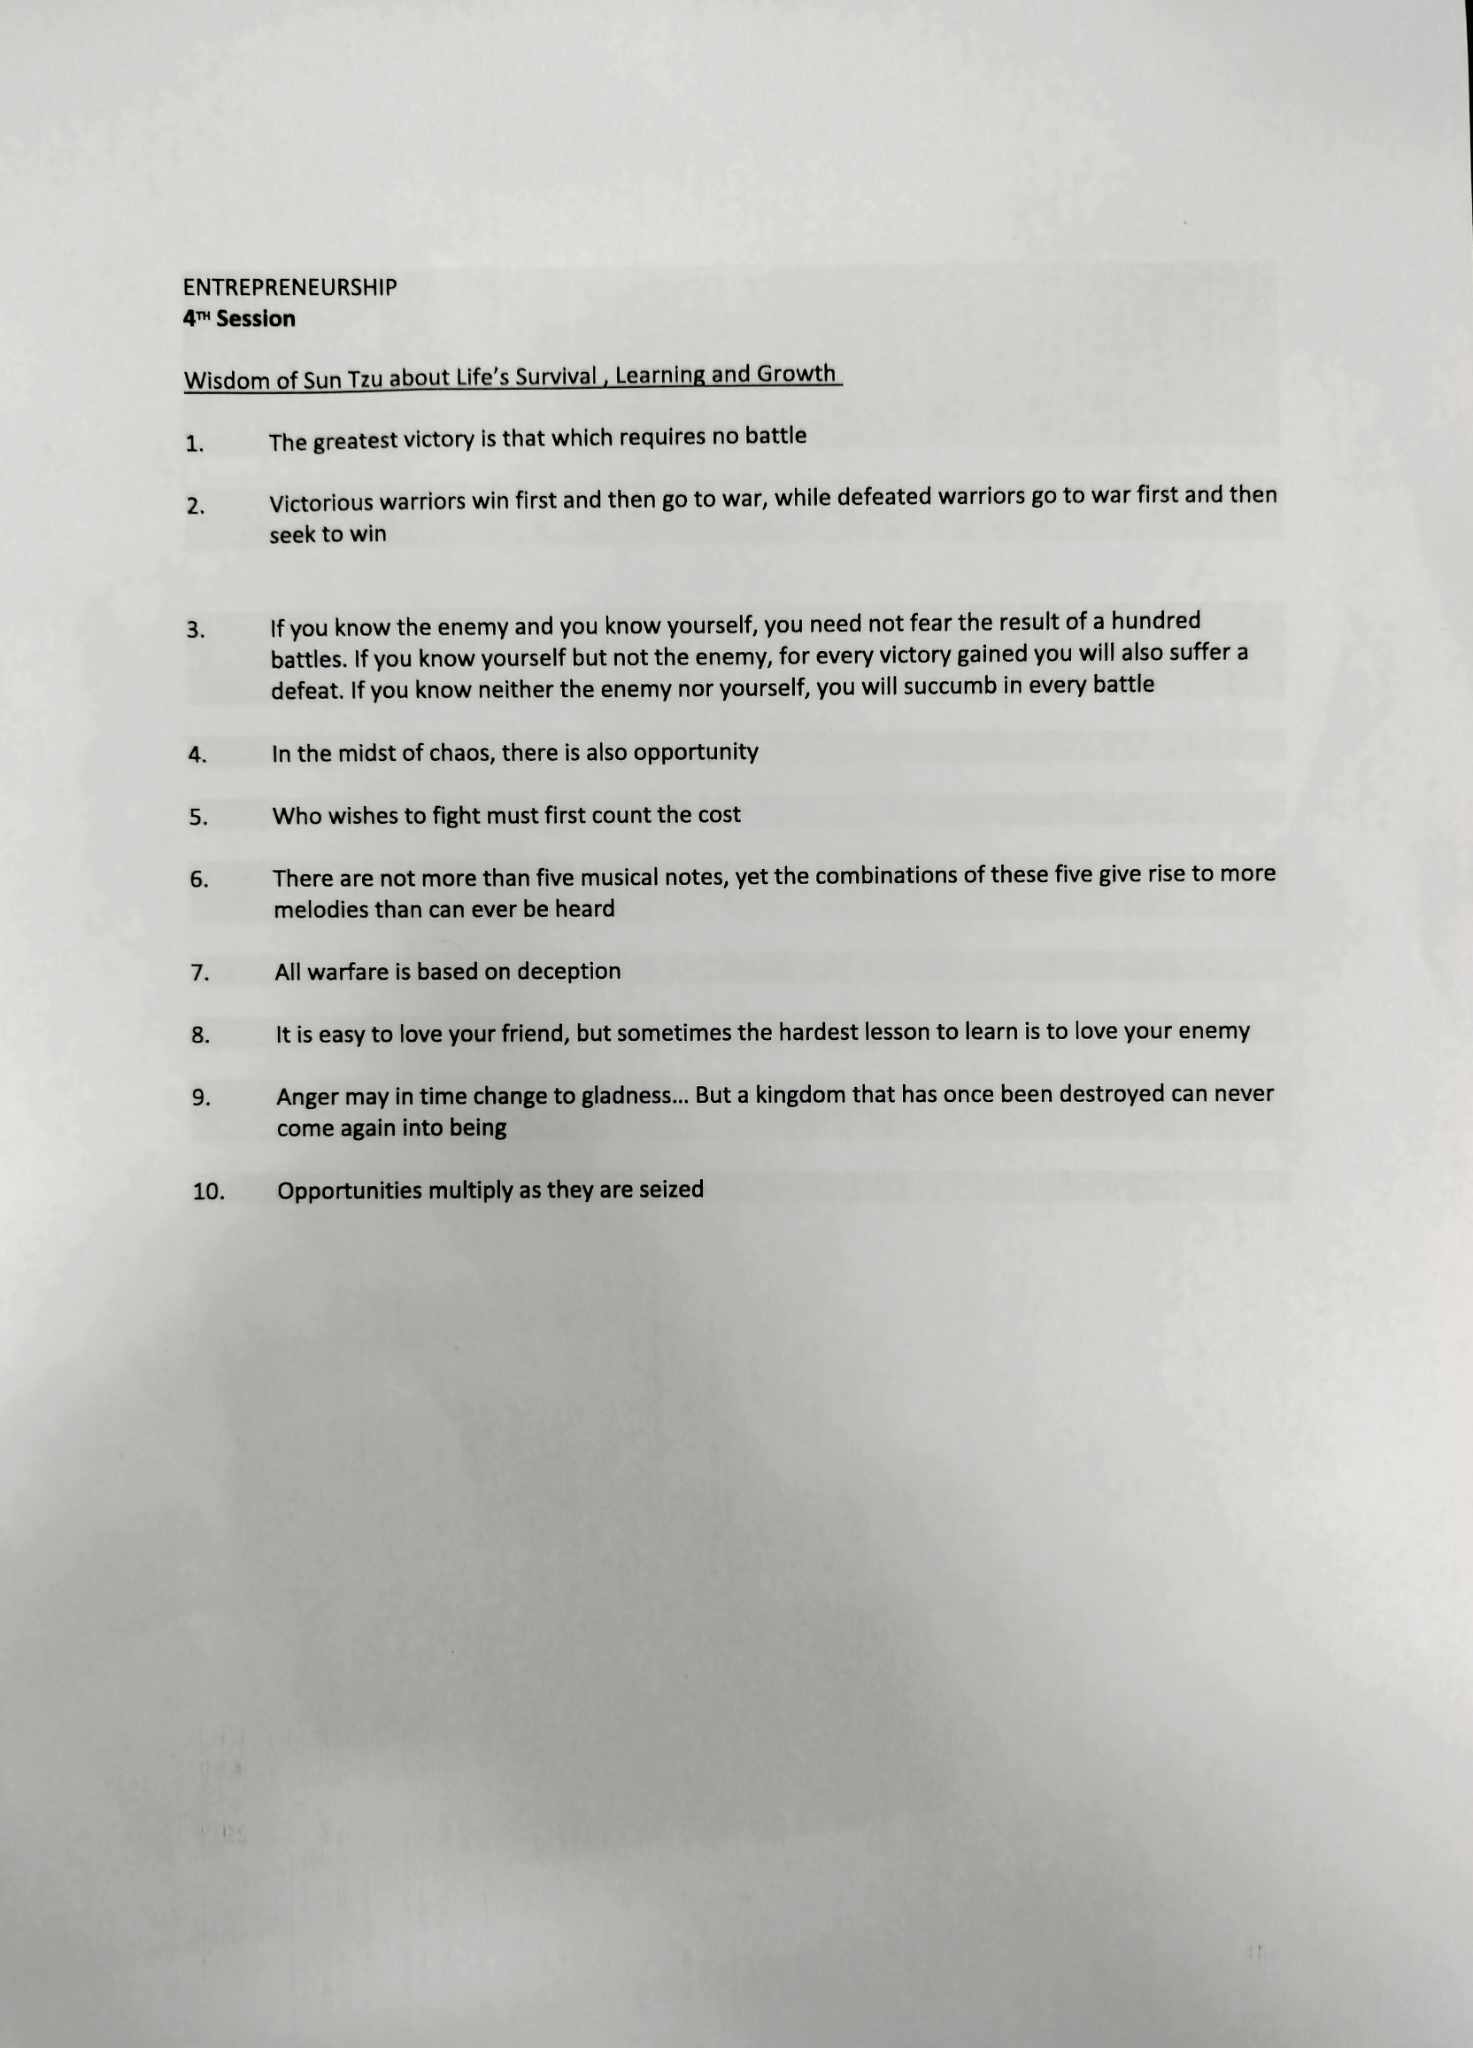 ENTREPRENEURSHIP
4TH Session
Wisdom of Sun Tzu about Life's Survival , Learning and Growth
1. The greatest victory is that which requires no battle
2. Victorious warriors win first and then go to war, while defeated warriors go to war first and then
seek to win
3. If you know the enemy and you know yourself, you need not fear the result of a hundred
battles. If you know yourself but not the enemy, for every victory gained you will also suffer a
defeat. If you know neither the enemy nor yourself, you will succumb in every battle
4. In the midst of chaos, there is also opportunity
5. Who wishes to fight must first count the cost
6. There are not more than five musical notes, yet the combinations of these five give rise to more
melodies than can ever be heard
7. All warfare is based on deception
8. It is easy to love your friend, but sometimes the hardest lesson to learn is to love your enemy
9. Anger may in time change to gladness... But a kingdom that has once been destroyed can never
come again into being
10. Opportunities multiply as they are seized